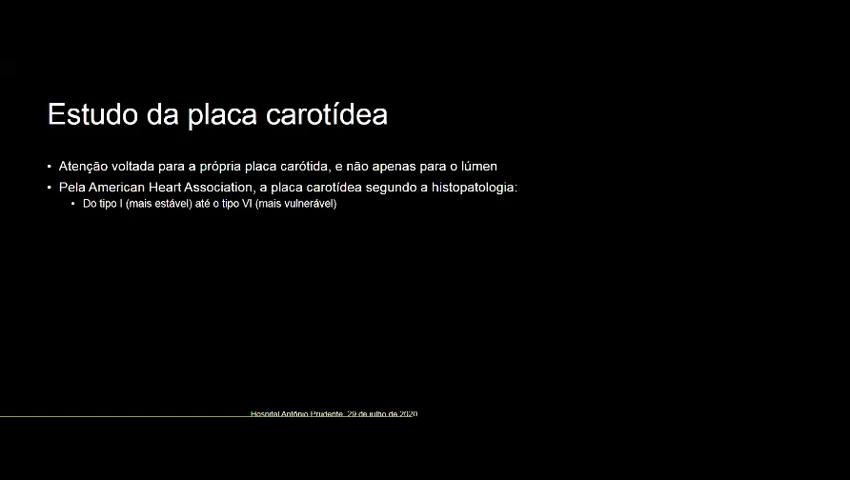 Estudo da placa carotídea
• Atenção voltada para a própria placa carótida, e não apenas para o lúmen
• Pela American Heart Association, a placa carotídea segundo a histopatologia:
• Do tipo I (mais estável) até o tipo VI (mais vulnerável)
Hospital Antônio Prudente, 29 de julho de 2020